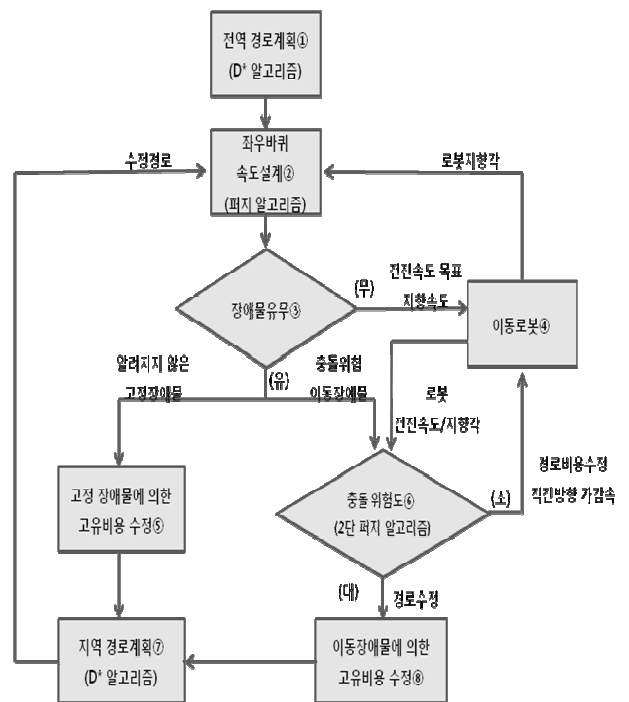 전역 경로계획①
(D* 알고리즘)
좌우바퀴
속도설계②
(퍼지 알고리즘)
수정경로
로봇지향각
장애물유무③
(무)
전진속도 목표
지향속도
이동로봇④
알려지지 않은
고정장애물
(유)
충돌위험
이동장애물
로봇
전진속도/지향각
고정 장애물에 의한
고유비용 수정⑤
충돌 위험도⑥
(2단 퍼지 알고리즘)
(소)
경로비용수정
직진방향 가감속
(대)
경로수정
지역 경로계획⑦
(D* 알고리즘)
이동장애물에 의한
고유비용 수정⑧